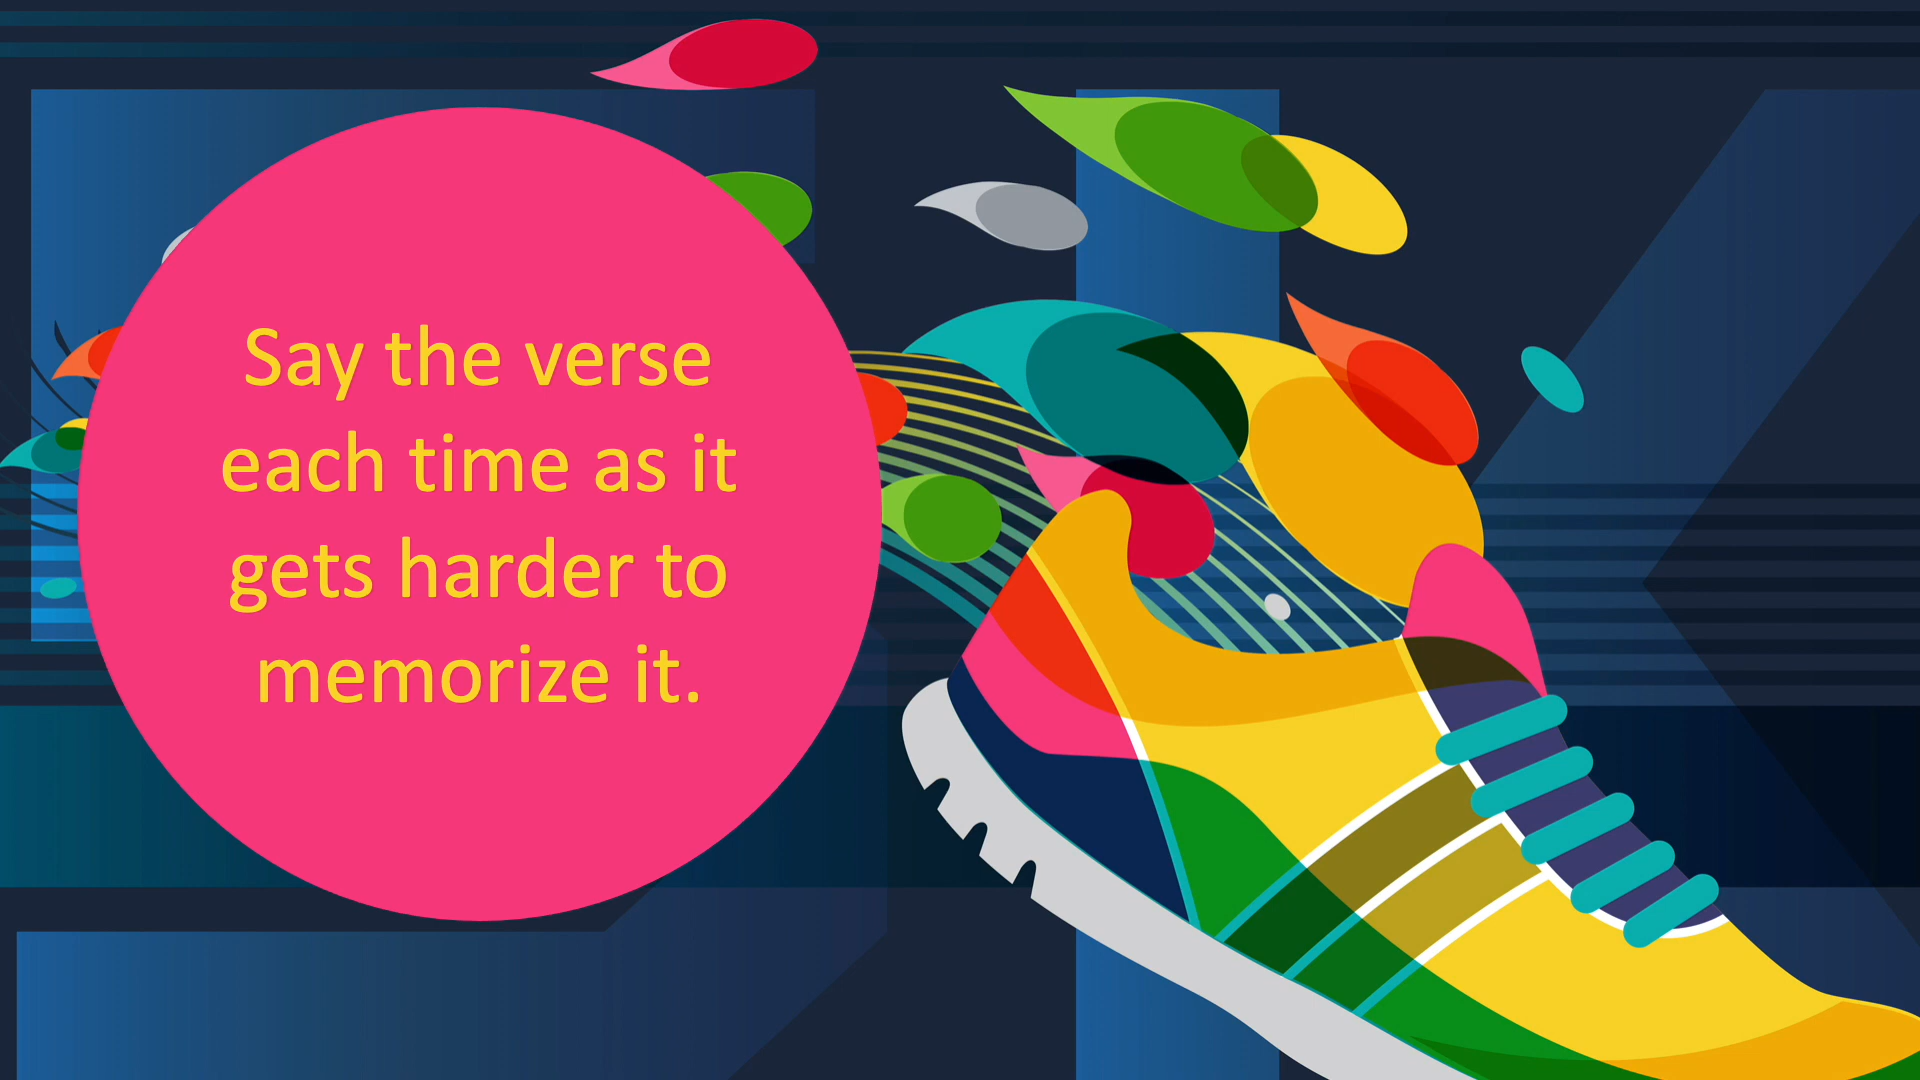 Say the verse
each time as it
gets harder to
memorize it.